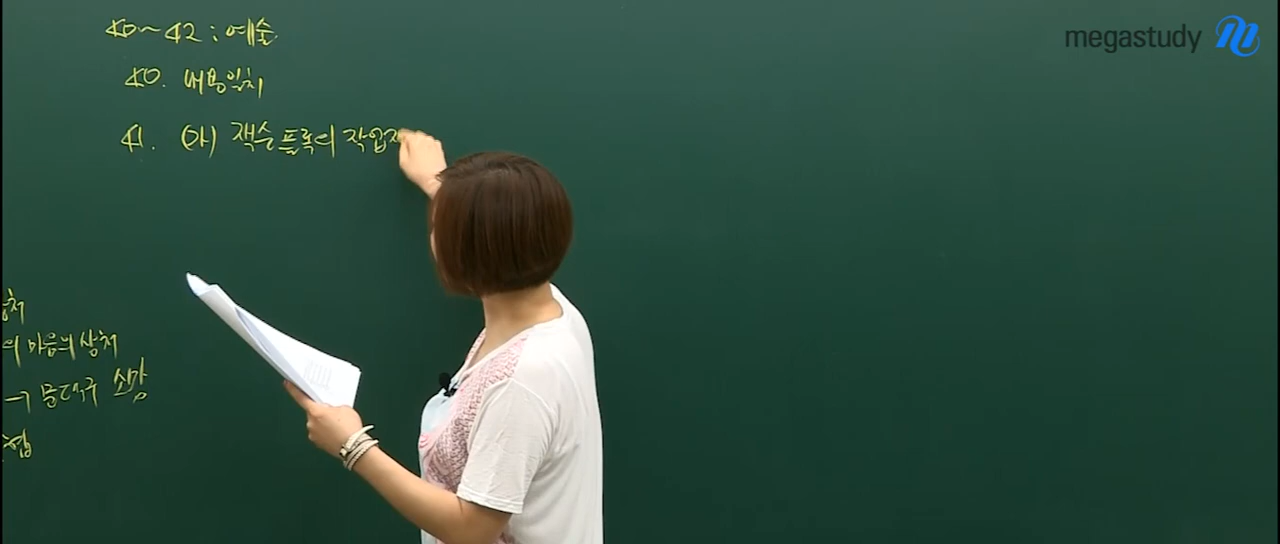 megastudy
40~42 : 예술
40. 내용일치
41. (가) 잭슨 폴록의 작업
의 마음의 상처
→ 소망